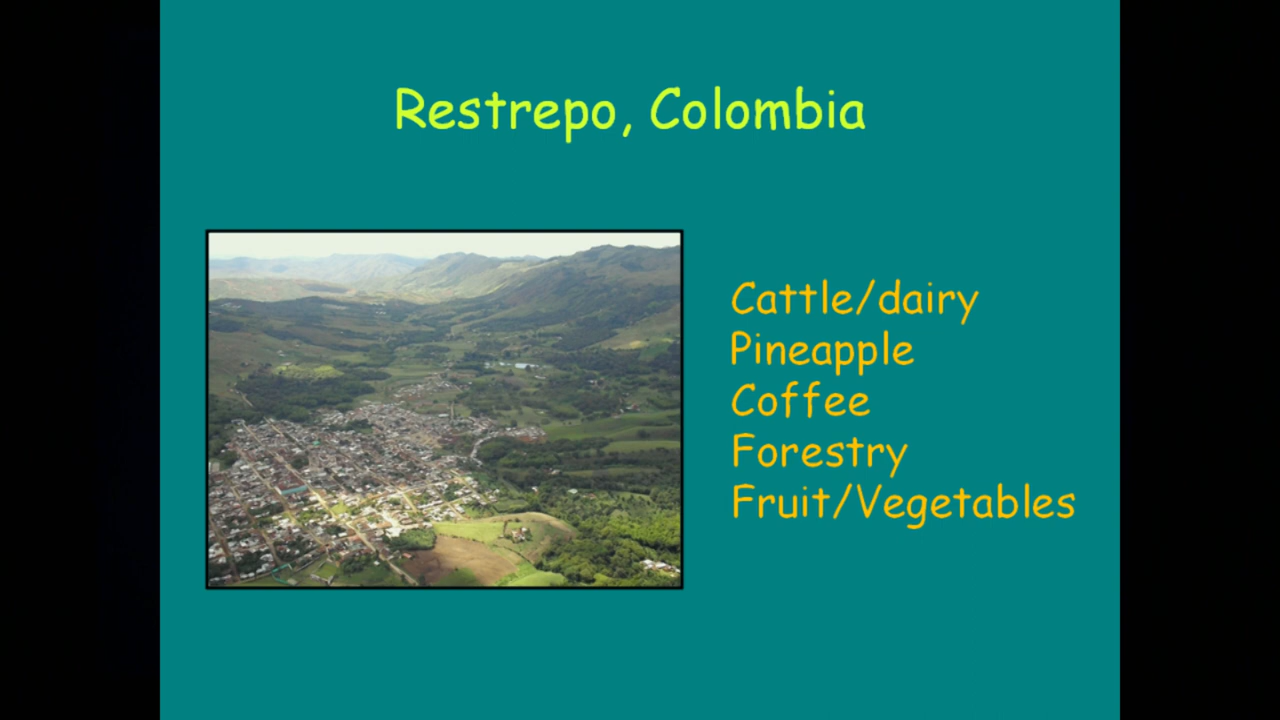 Restrepo, Colombia
Cattle/dairy
Pineapple
Coffee
Forestry
Fruit/Vegetables